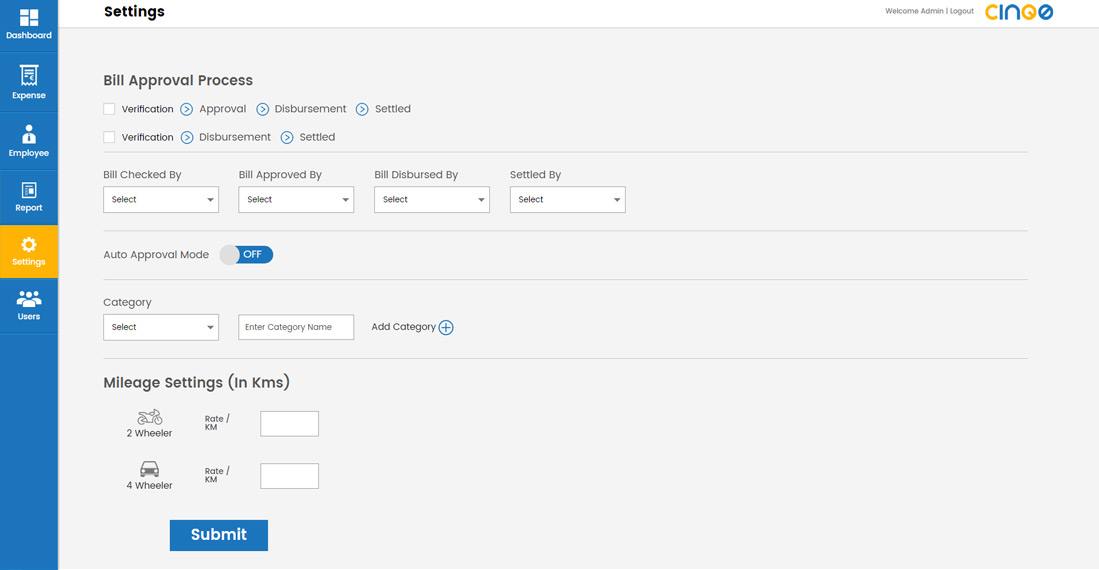 Settings
Welcome Admin | Logout
CINQO
Dashboard
Expense
Employee
Report
Settings
Users
Bill Approval Process
Verification Approval Disbursement Settled
Verification Disbursement Settled
Bill Checked By Bill Approved By Bill Disbursed By Settled By
Select Select Select Select
Auto Approval Mode OFF
Category
Select Enter Category Name Add Category
Mileage Settings (In Kms)
2 Wheeler
Rate /
KM
4 Wheeler
Rate /
KM
Submit